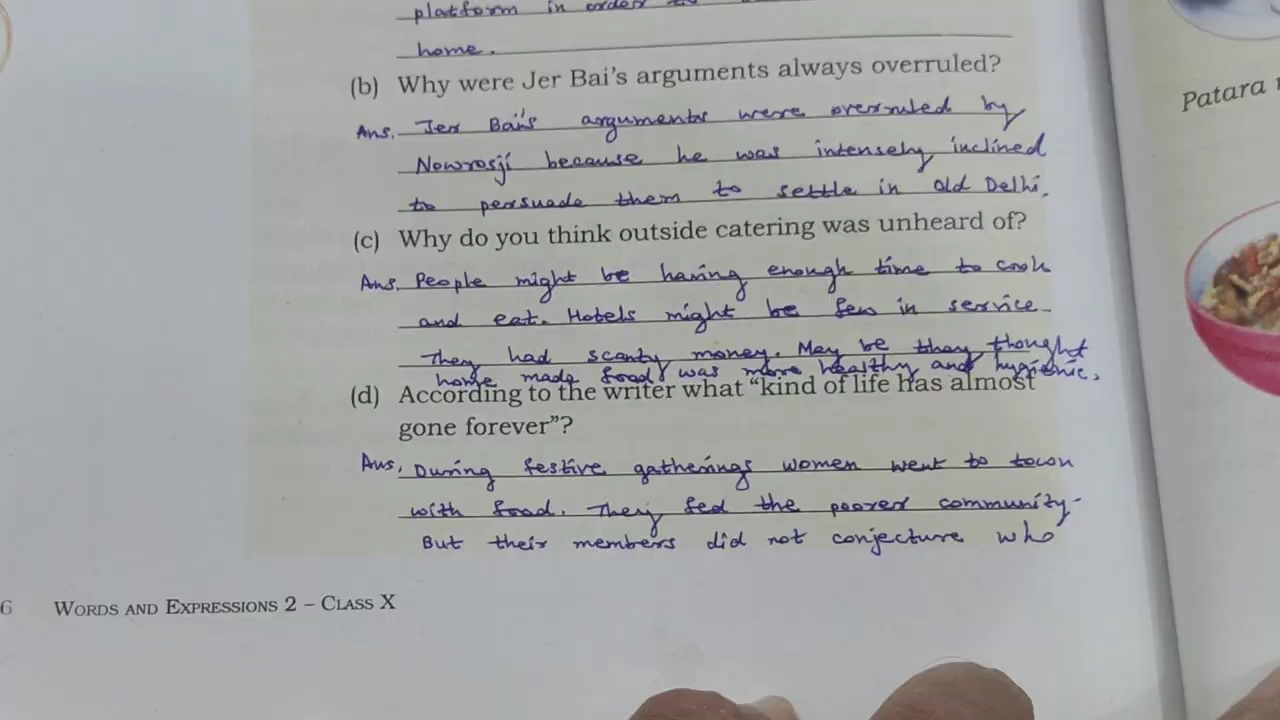 platform in order to
home.
(b) Why were Jer Bai's arguments always overruled?
Ans. Jer Bai's arguments were overruled by
Nowrosji because he was intensely inclined
to persuade them to settle in Old Delhi.
(c) Why do you think outside catering was unheard of?
Ans. People might be having enough time to cook
and eat. Hotels might be few in service.
They had scanty money. May be they thought
home made food was more healthy and hygienic.
(d) According to the writer what “kind of life has almost
gone forever”?
Ans. During festive gatherings women went to town
with food. They fed the poorer community.
But their members did not conjecture who
6 WORDS AND EXPRESSIONS 2 – CLASS X
Patara